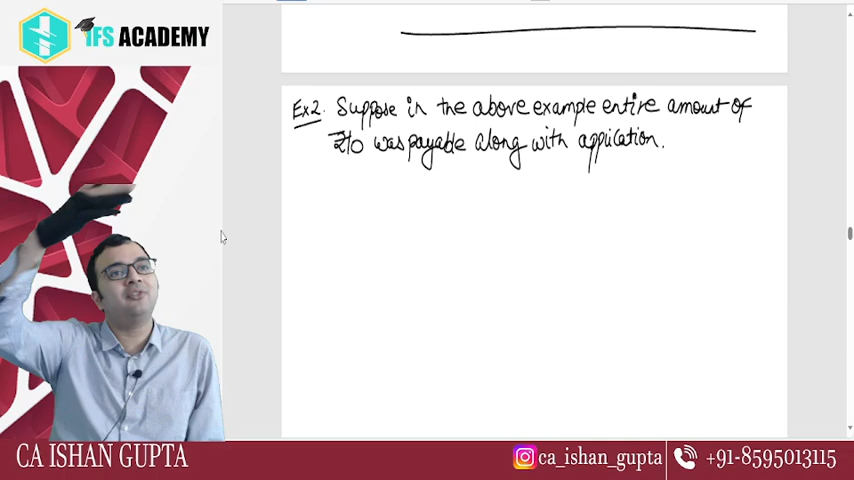 IFS ACADEMY
Ex2. Suppose in the above example entire amount of
₹10 was payable along with application.
CA ISHAN GUPTA
ca_ishan_gupta
+91-8595013115